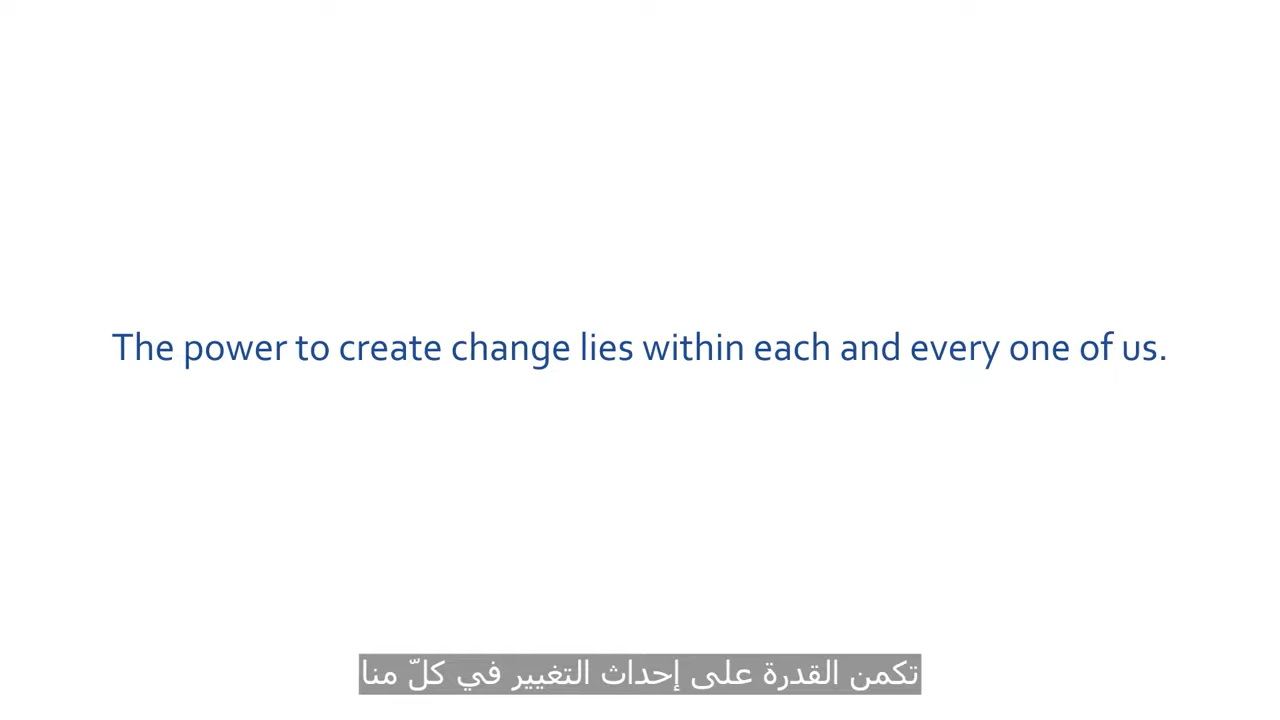 The power to create change lies within each and every one of us.
تكمن القدرة على إحداث التغيير في كلّ منا